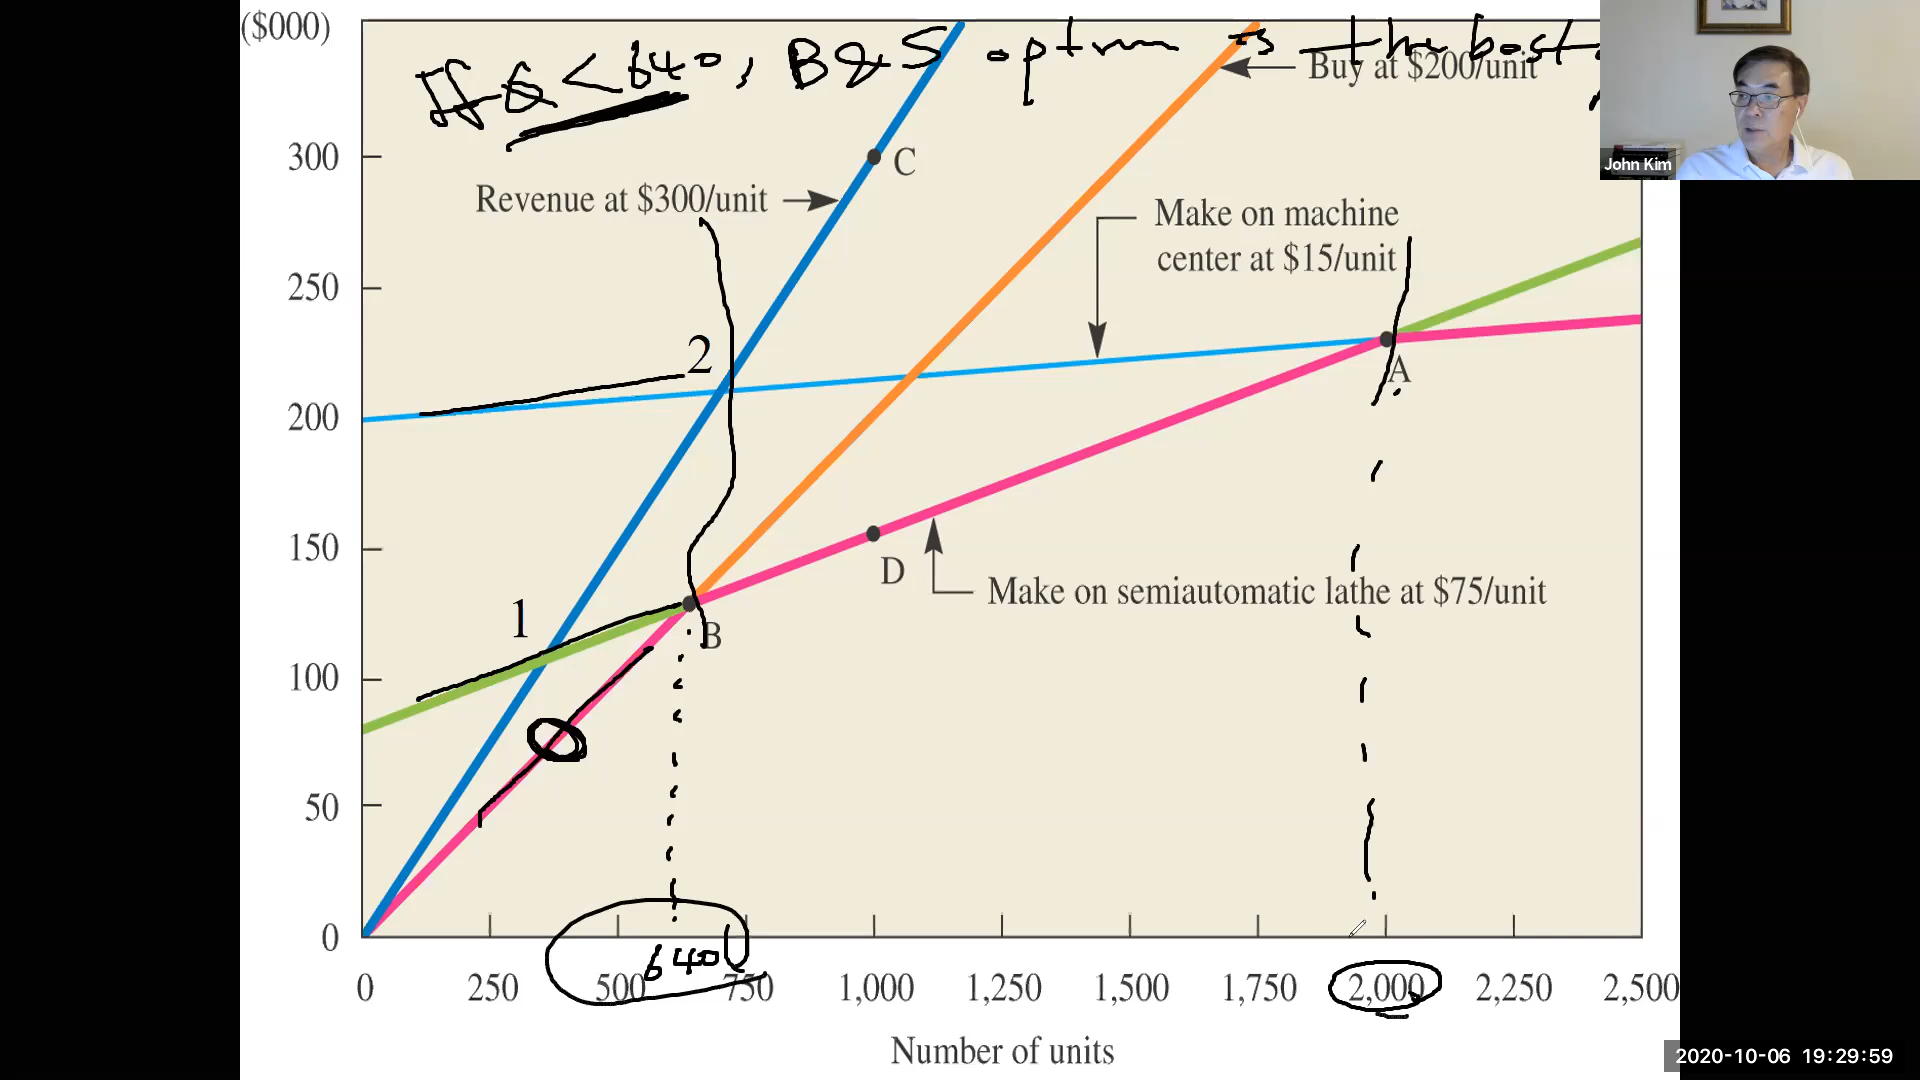 ($000)
If Q < 640, B&S option is the best.
Buy at $200/unit
300
C
Revenue at $300/unit
Make on machine
center at $15/unit
250
2
A
200
150
D
Make on semiautomatic lathe at $75/unit
1
B
100
50
0
640
0 250 500 750 1,000 1,250 1,500 1,750 2,000 2,250 2,500
Number of units
John Kim
2020-10-06 19:29:59